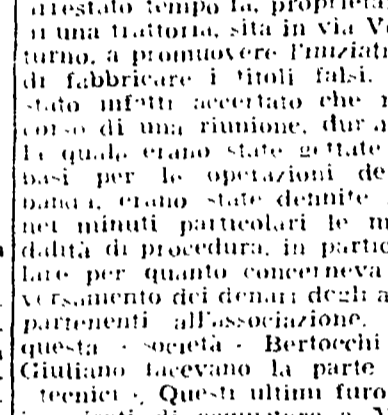 arrestato tempo fa, proprieta
di una trattoria, sita in via V
turno, a promuovere l'iniziati
di fabbricare i titoli falsi.
stato infatti accertato che
corso di una riunione, dura
la quale erano state gettate
basi per le operazioni de
banda, erano state definite
nei minuti particolari le m
dalità di procedura, in partic
lare per quanto concerneva
versamento dei denari degli a
partenenti all'associazione.
questa « società » Bertocchi
Giuliano facevano la parte
tecnici ». Questi ultimi furo